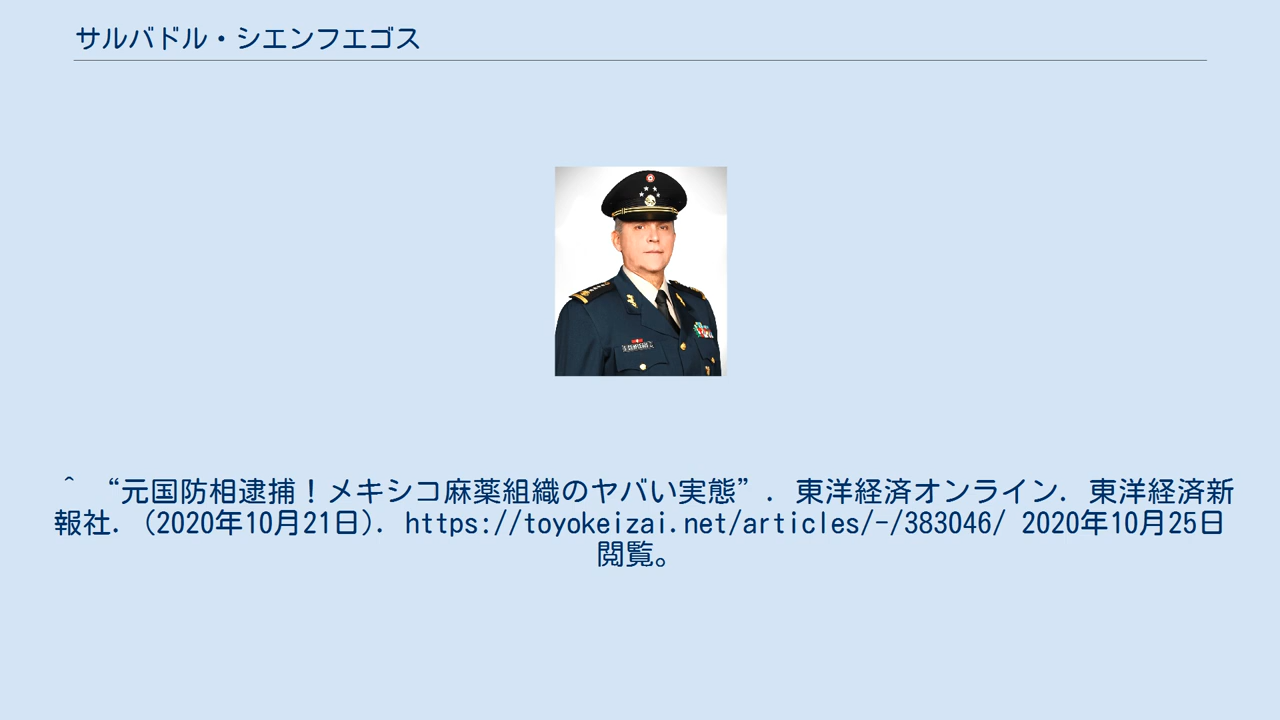 サルバドル・シエンフエゴス
^ “元国防相逮捕！メキシコ麻薬組織のヤバい実態”. 東洋経済オンライン. 東洋経済新
報社. (2020年10月21日). https://toyokeizai.net/articles/-/383046/ 2020年10月25日
閲覧。